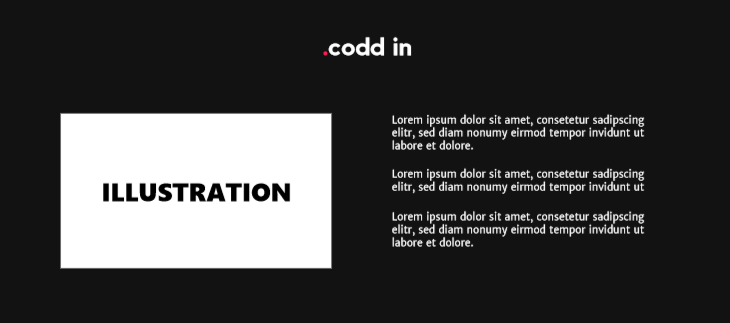 .codd in
ILLUSTRATION
Lorem ipsum dolor sit amet, consetetur sadipscing
elitr, sed diam nonumy eirmod tempor invidunt ut
labore et dolore.
Lorem ipsum dolor sit amet, consetetur sadipscing
elitr, sed diam nonumy eirmod tempor invidunt ut
Lorem ipsum dolor sit amet, consetetur sadipscing
elitr, sed diam nonumy eirmod tempor invidunt ut
labore et dolore.